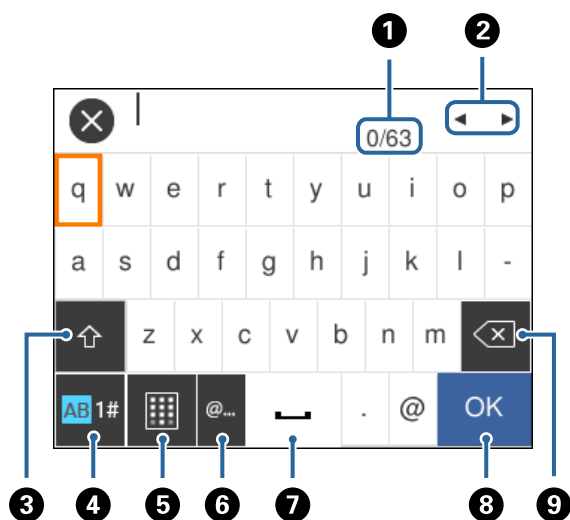 1 2
0/63
q w e r t y u i o p
a s d f g h j k l -
z x c v b n m
AB 1# @... . @ OK
3 4 5 6 7 8 9